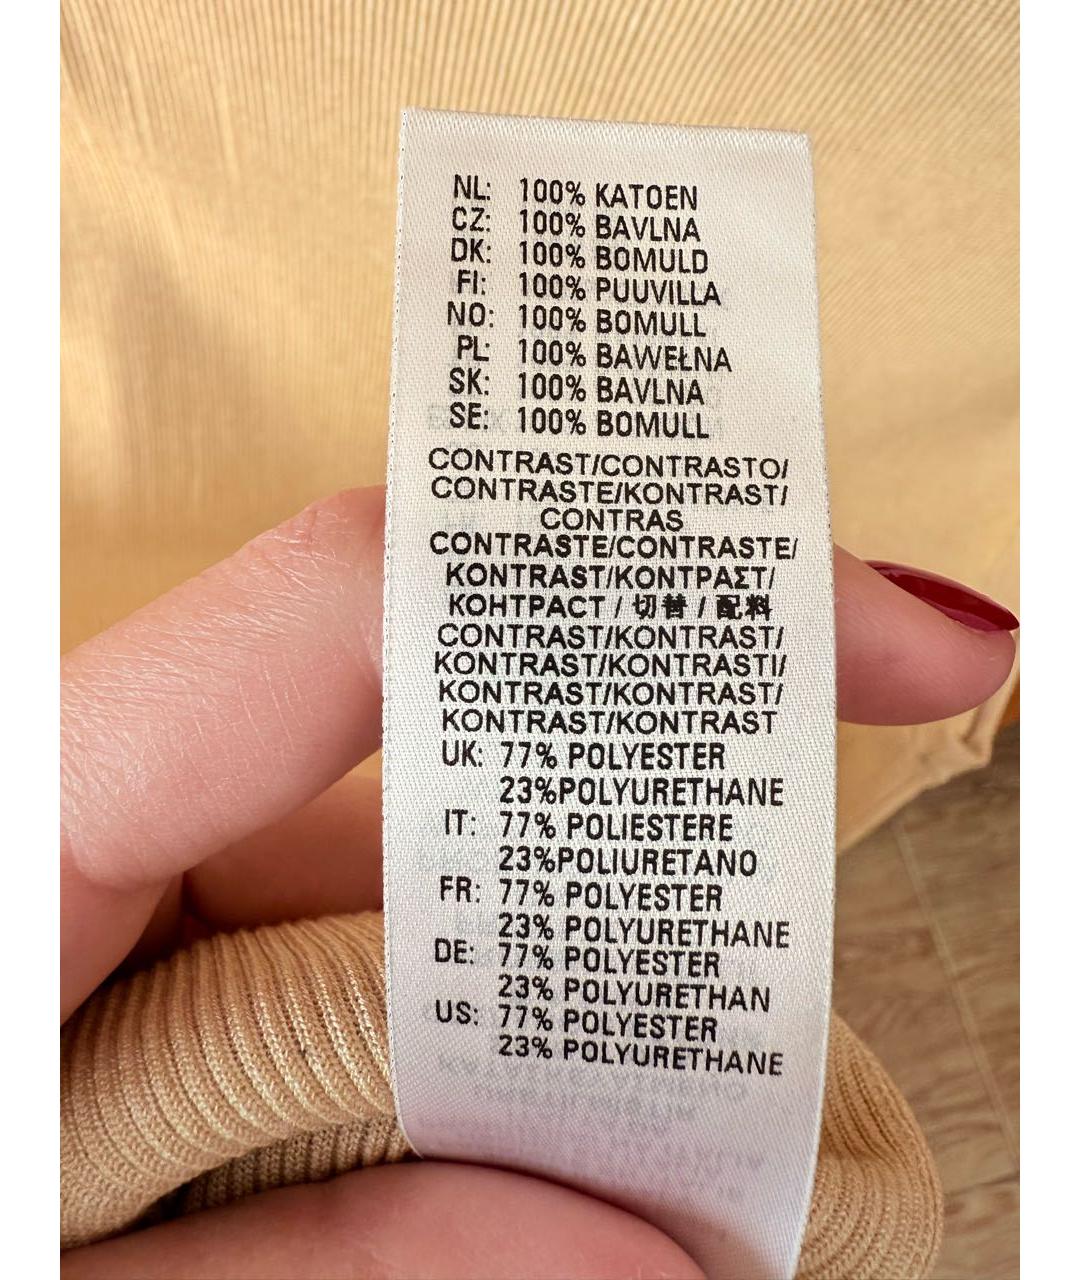 NL: 100% KATOEN
CZ: 100% BAVLNA
DK: 100% BOMULD
FI: 100% PUUVILLA
NO: 100% BOMULL
PL: 100% BAWEŁNA
SK: 100% BAVLNA
SE: 100% BOMULL
CONTRAST/CONTRASTO/
CONTRASTE/KONTRAST/
CONTRAS
CONTRASTE/CONTRASTE/
KONTRAST/ΚΟΝΤΡΑΣΤ/
КОНТРАСТ / 切替 / 配料
CONTRAST/KONTRAST/
KONTRAST/KONTRASTI/
KONTRAST/KONTRAST/
KONTRAST/KONTRAST
UK: 77% POLYESTER
23%POLYURETHANE
IT: 77% POLIESTERE
23%POLIURETANO
FR: 77% POLYESTER
23% POLYURETHANE
DE: 77% POLYESTER
23% POLYURETHAN
US: 77% POLYESTER
23% POLYURETHANE